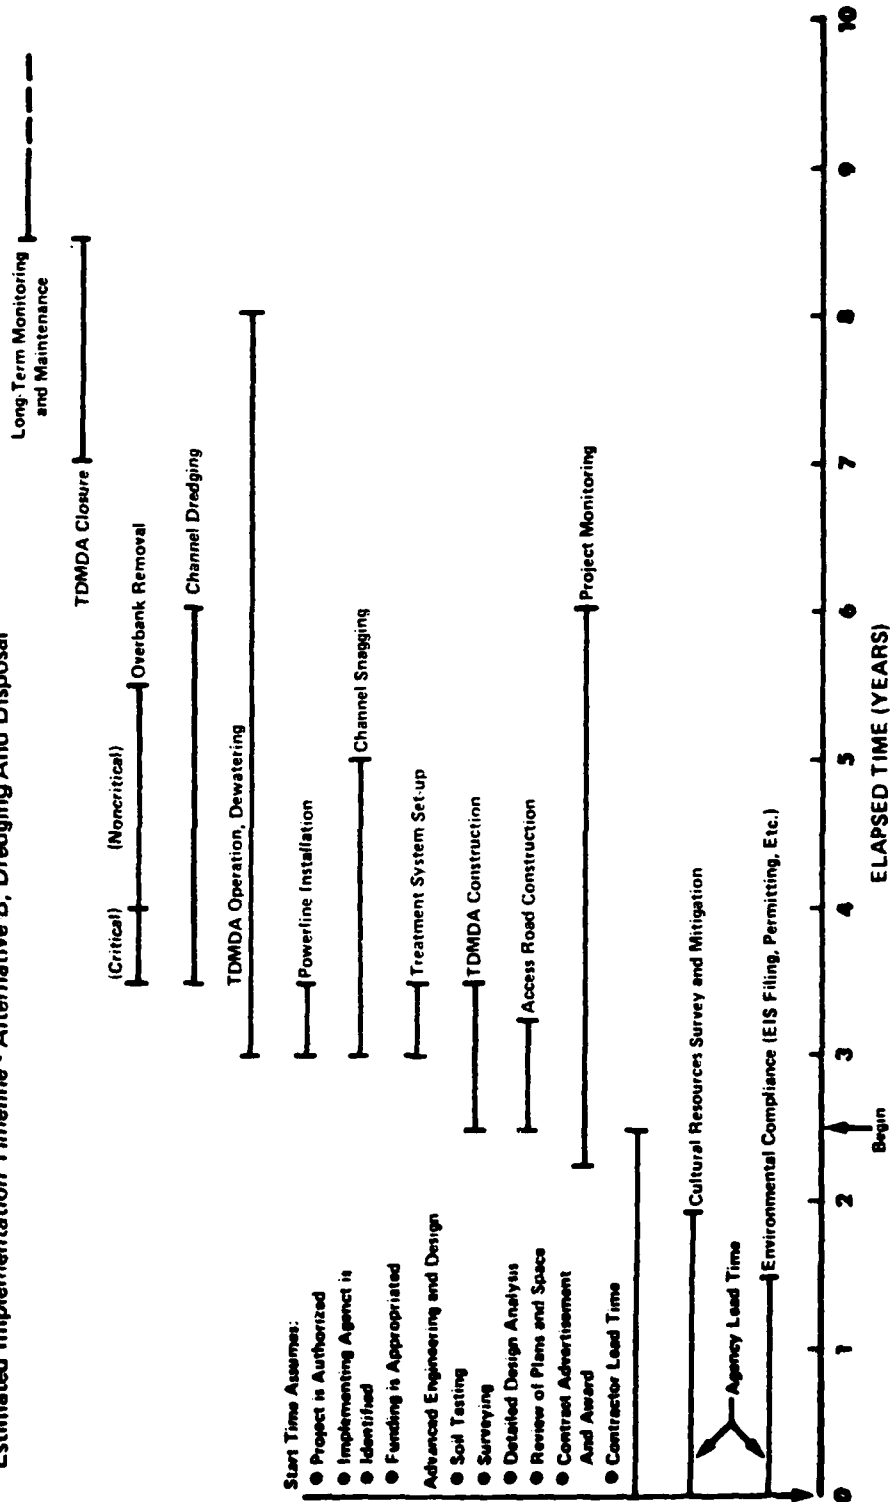 Estimated Implementation Timeline - Alternative B, Dredging And Disposal
Long-Term Monitoring
and Maintenance
TDMDA Closure
(Critical) (Noncritical)
Overbank Removal
Channel Dredging
TDMDA Operation, Dewatering
Powerline Installation
Channel Snagging
Treatment System Set-up
TDMDA Construction
Access Road Construction
Project Monitoring
Start Time Assumes:
● Project is Authorized
● Implementing Agenct is
● Identified
● Funding is Appropriated
Advanced Engineering and Design
● Soil Testing
● Surveying
● Detailed Design Analysis
● Review of Plans and Space
● Contract Advertisement
And Award
● Contractor Lead Time
Cultural Resources Survey and Mitigation
Agency Lead Time
Environmental Compliance (EIS Filing, Permitting, Etc.)
0 1 2 3 4 5 6 7 8 9 10
Begin
ELAPSED TIME (YEARS)